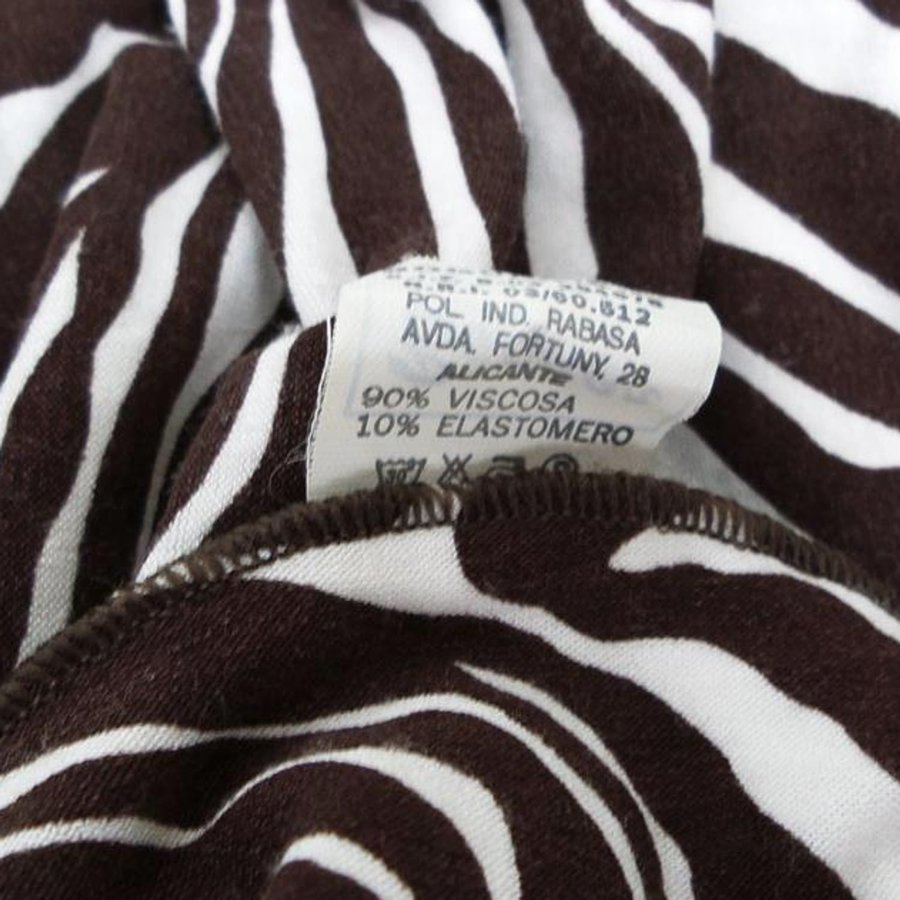 POL. IND. RABASA
AVDA. FORTUNY, 28
ALICANTE
90% VISCOSA
10% ELASTOMERO